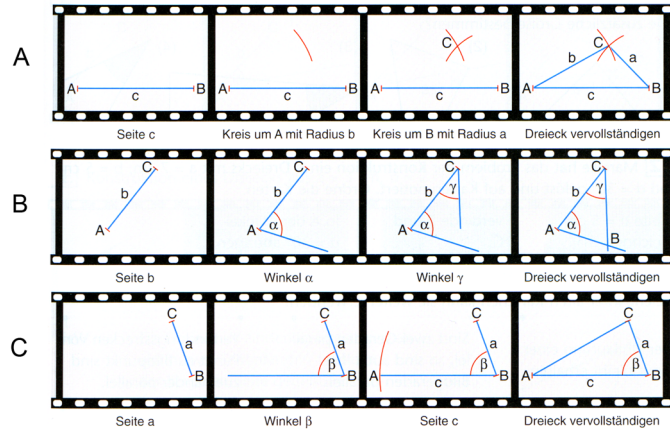 A
A B c
A B c
C A B c
C b a A B c
Seite c Kreis um A mit Radius b Kreis um B mit Radius a Dreieck vervollständigen
B
C b A
C b A α
C b γ A α
C b γ A α B
Seite b Winkel α Winkel γ Dreieck vervollständigen
C
C a B
C a β B
C a A β B c
C a A β B c
Seite a Winkel β Seite c Dreieck vervollständigen